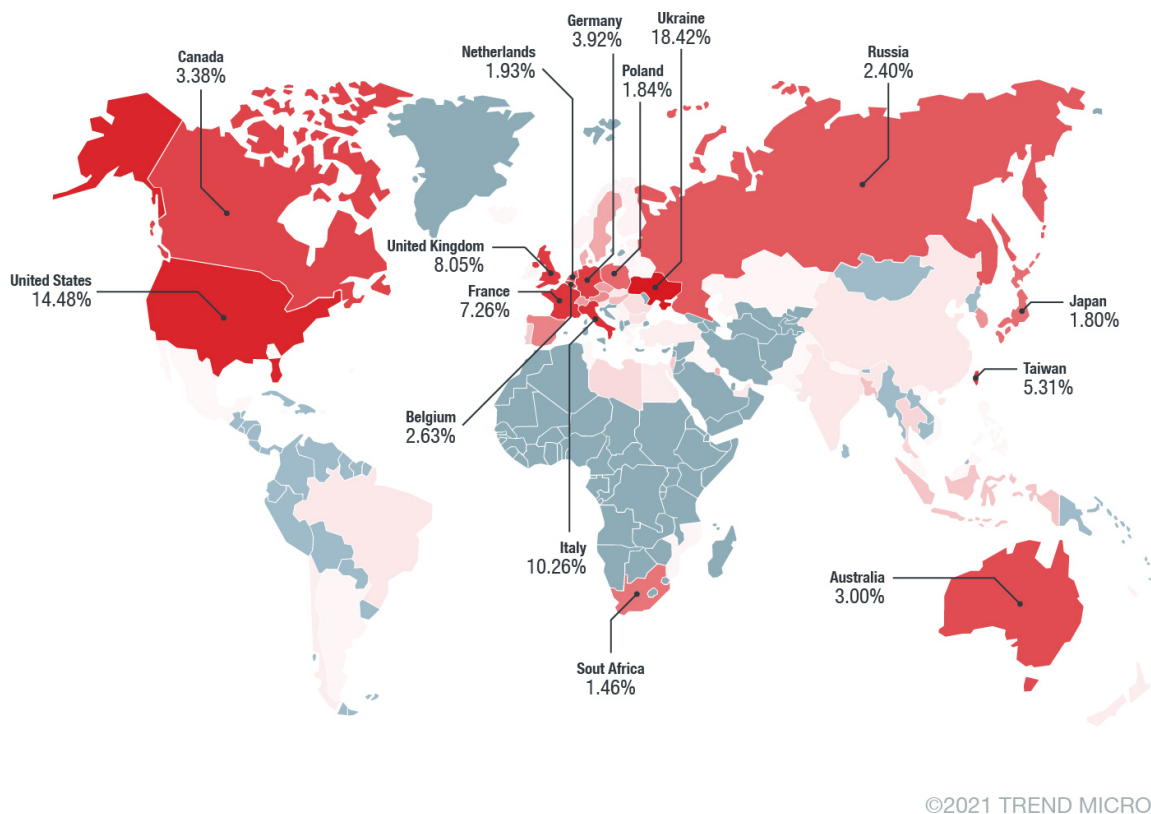 Germany
3.92%
Ukraine
18.42%
Canada
3.38%
Netherlands
1.93%
Russia
2.40%
Poland
1.84%
United Kingdom
8.05%
United States
14.48%
France
7.26%
Japan
1.80%
Taiwan
5.31%
Belgium
2.63%
Italy
10.26%
Australia
3.00%
Sout Africa
1.46%
©2021 TREND MICRO